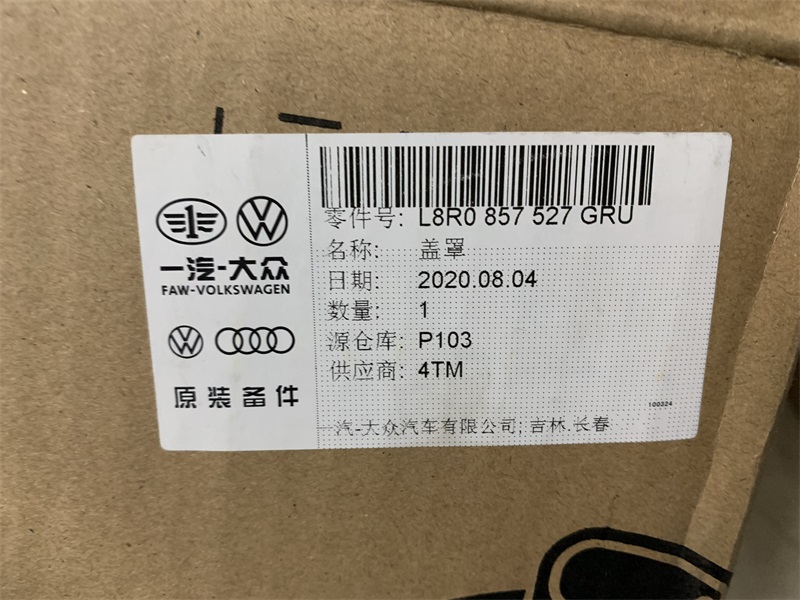 一汽-大众
FAW-VOLKSWAGEN
原装备件
零件号: L8R0 857 527 GRU
名称: 盖罩
日期: 2020.08.04
数量: 1
源仓库: P103
供应商: 4TM
100324
一汽-大众汽车有限公司; 吉林.长春